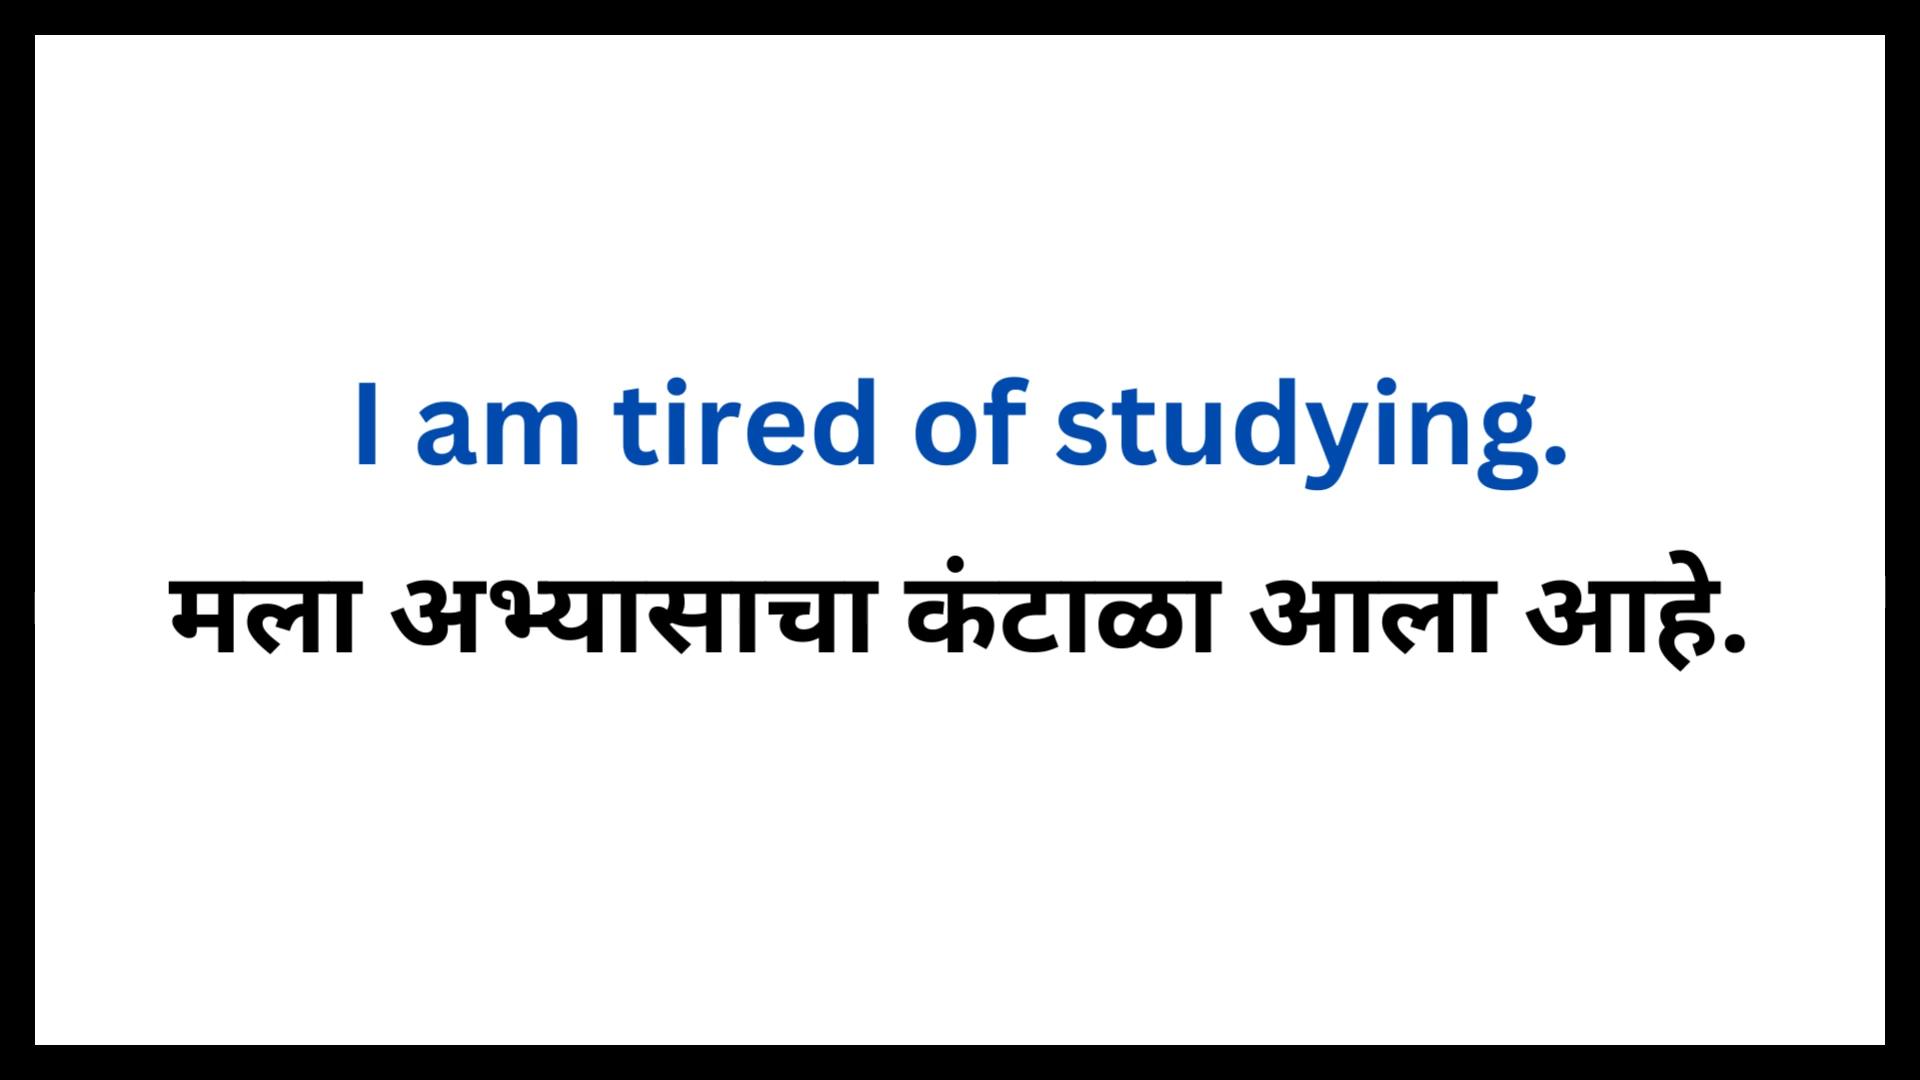 I am tired of studying.
मला अभ्यासाचा कंटाळा आला आहे.